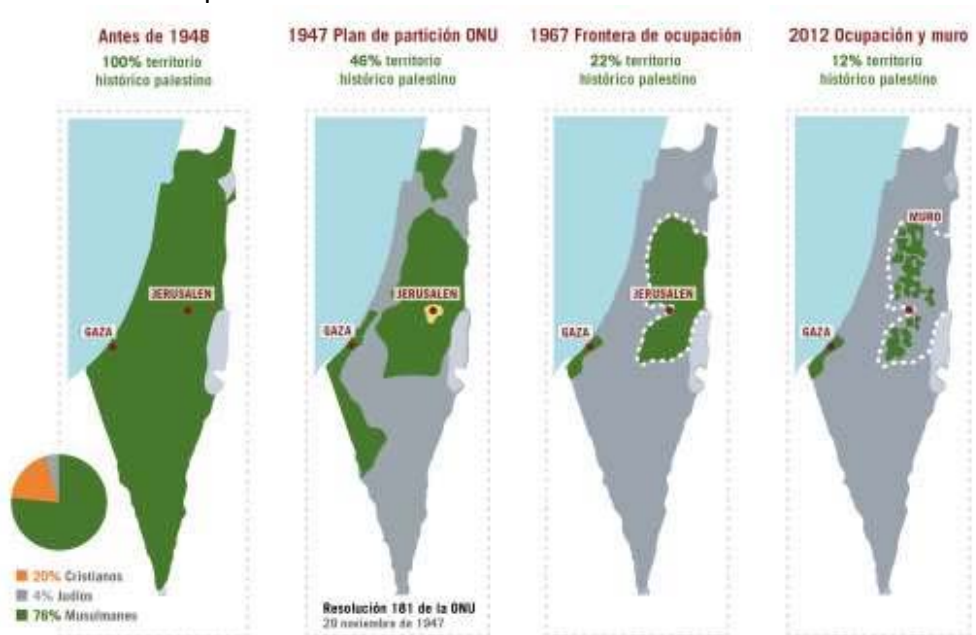 Antes de 1948
100% territorio
histórico palestino
JERUSALEN
GAZA
20% Cristianos
4% Judíos
76% Musulmanes
1947 Plan de partición ONU
46% territorio
histórico palestino
JERUSALEN
GAZA
Resolución 181 de la ONU
29 noviembre de 1947
1967 Frontera de ocupación
22% territorio
histórico palestino
JERUSALEN
GAZA
2012 Ocupación y muro
12% territorio
histórico palestino
MURO
GAZA